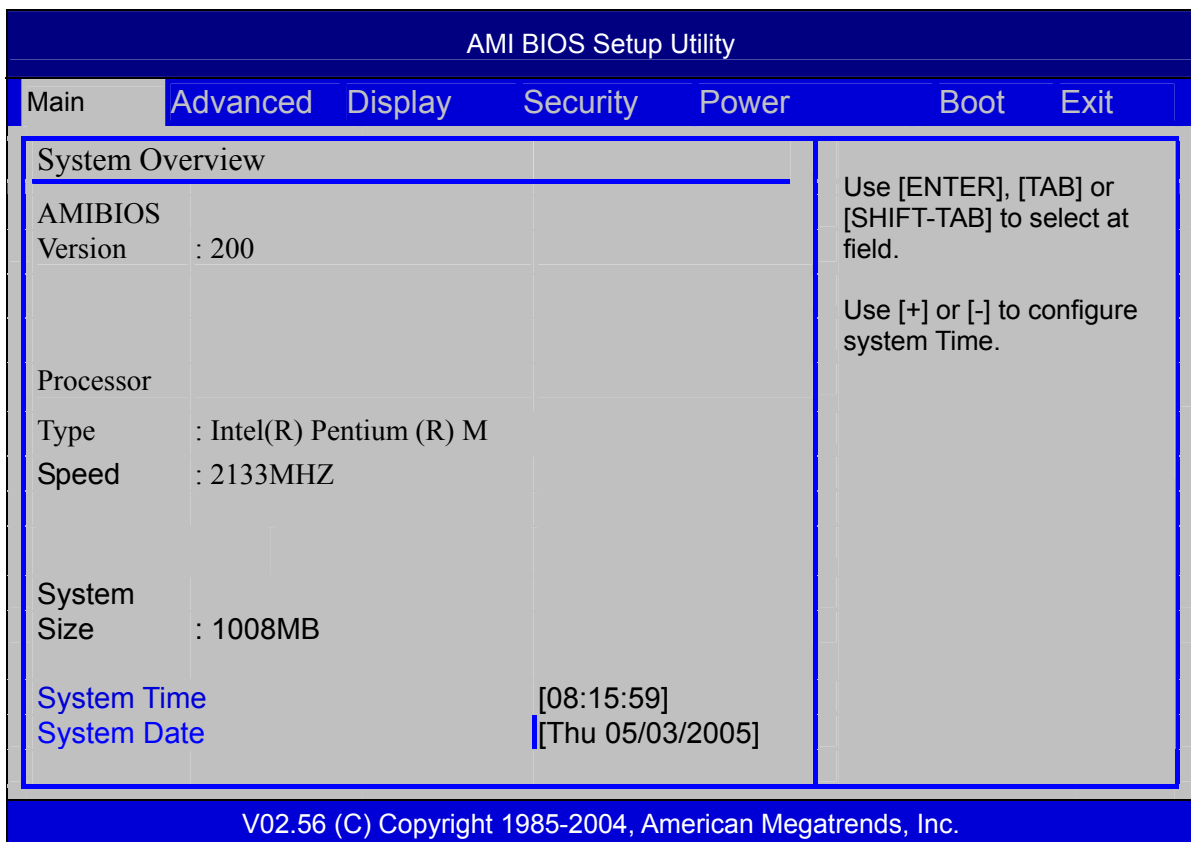 AMI BIOS Setup Utility
Main Advanced Display Security Power Boot Exit
System Overview
AMIBIOS
Version : 200
Processor
Type : Intel(R) Pentium (R) M
Speed : 2133MHZ
System
Size : 1008MB
System Time [08:15:59]
System Date [Thu 05/03/2005]
Use [ENTER], [TAB] or
[SHIFT-TAB] to select at
field.
Use [+] or [-] to configure
system Time.
V02.56 (C) Copyright 1985-2004, American Megatrends, Inc.